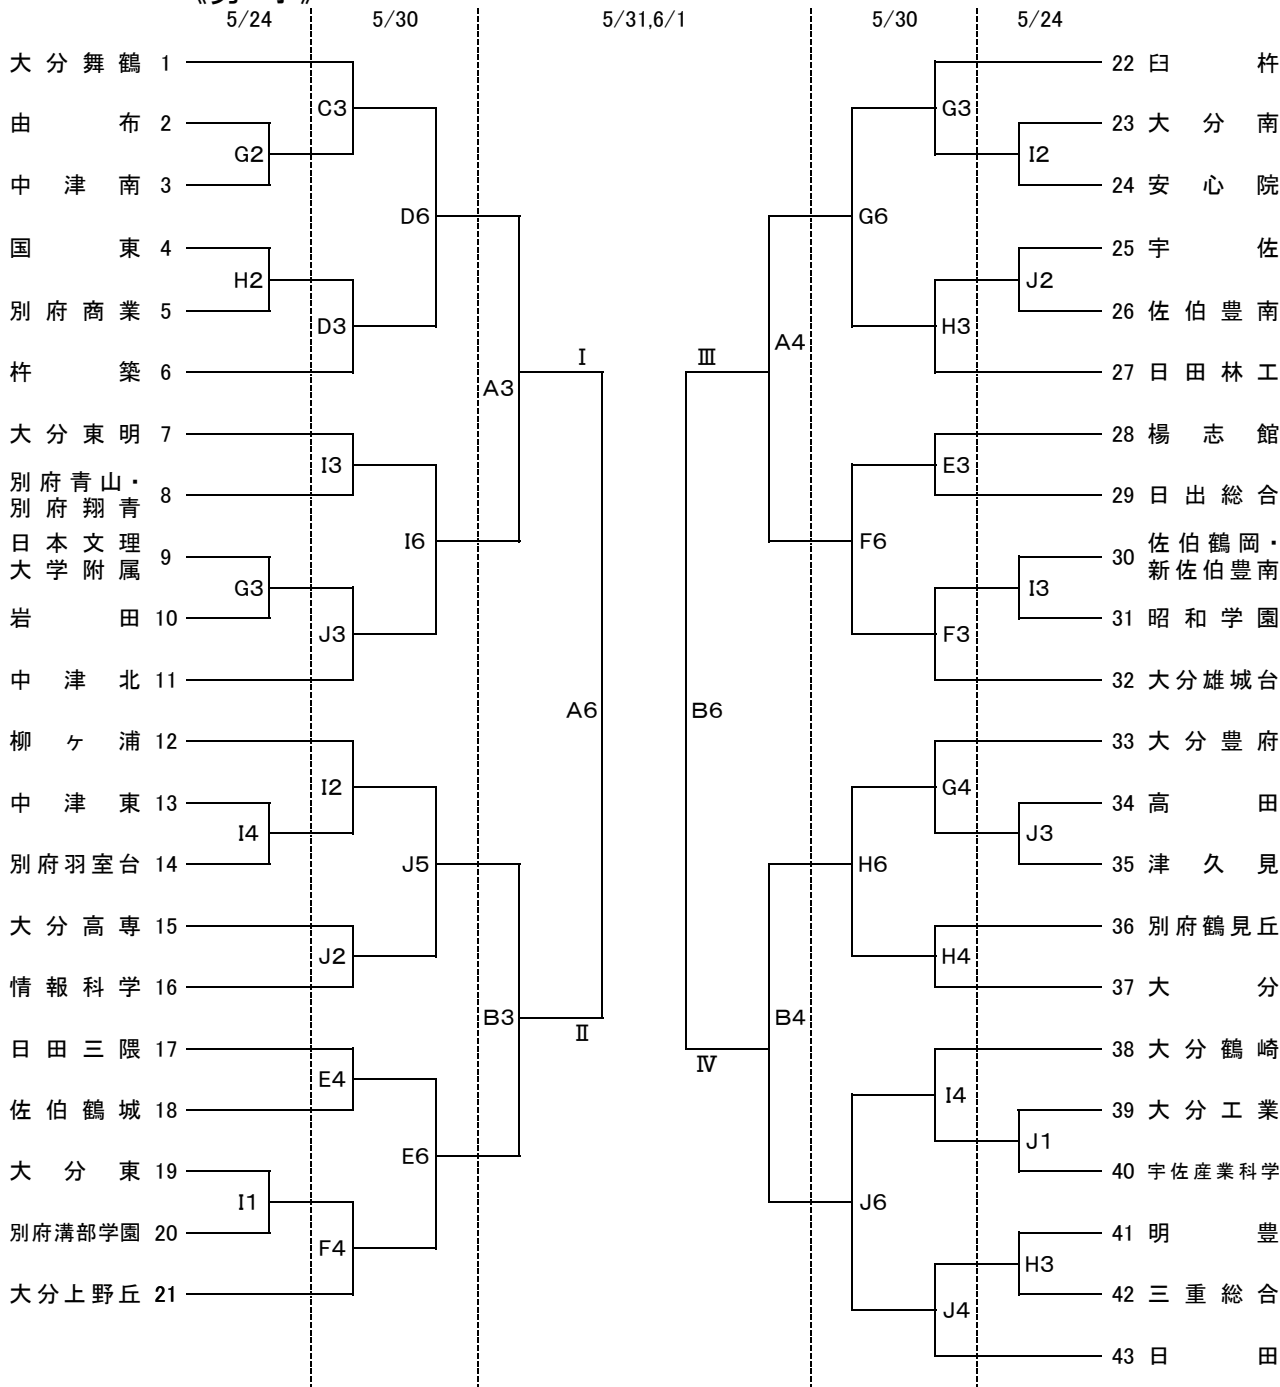 5/24 5/30 5/31,6/1 5/30 5/24
大分舞鶴 1
C3
由布 2
G2
中津南 3
D6
国東 4
H2
別府商業 5
D3
杵築 6
A3
Ⅰ
大分東明 7
I3
別府青山・
別府翔青 8
I6
日本文理
大学附属 9
G3
岩田 10
J3
中津北 11
A6
柳ヶ浦 12
I2
中津東 13
I4
別府羽室台 14
J5
大分高専 15
J2
情報科学 16
B3
Ⅱ
日田三隈 17
E4
佐伯鶴城 18
E6
大分東 19
I1
別府溝部学園 20
F4
大分上野丘 21
22 臼杵
G3
23 大分南
I2
24 安心院
G6
25 宇佐
J2
26 佐伯豊南
H3
27 日田林工
A4
Ⅲ
28 楊志館
E3
29 日出総合
F6
30 佐伯鶴岡・
新佐伯豊南
I3
31 昭和学園
F3
32 大分雄城台
B6
33 大分豊府
G4
34 高田
J3
35 津久見
H6
36 別府鶴見丘
H4
37 大分
B4
Ⅳ
38 大分鶴崎
I4
39 大分工業
J1
40 宇佐産業科学
J6
41 明豊
H3
42 三重総合
J4
43 日田